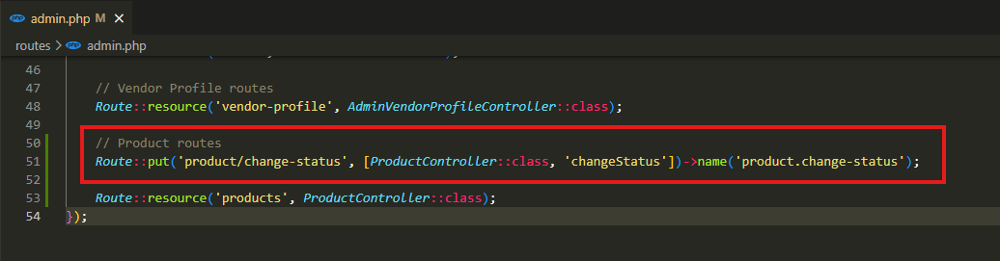 admin.php M
routes > admin.php
46
47 // Vendor Profile routes
48 Route::resource('vendor-profile', AdminVendorProfileController::class);
49
50 // Product routes
51 Route::put('product/change-status', [ProductController::class, 'changeStatus'])->name('product.change-status');
52
53 Route::resource('products', ProductController::class);
54 });